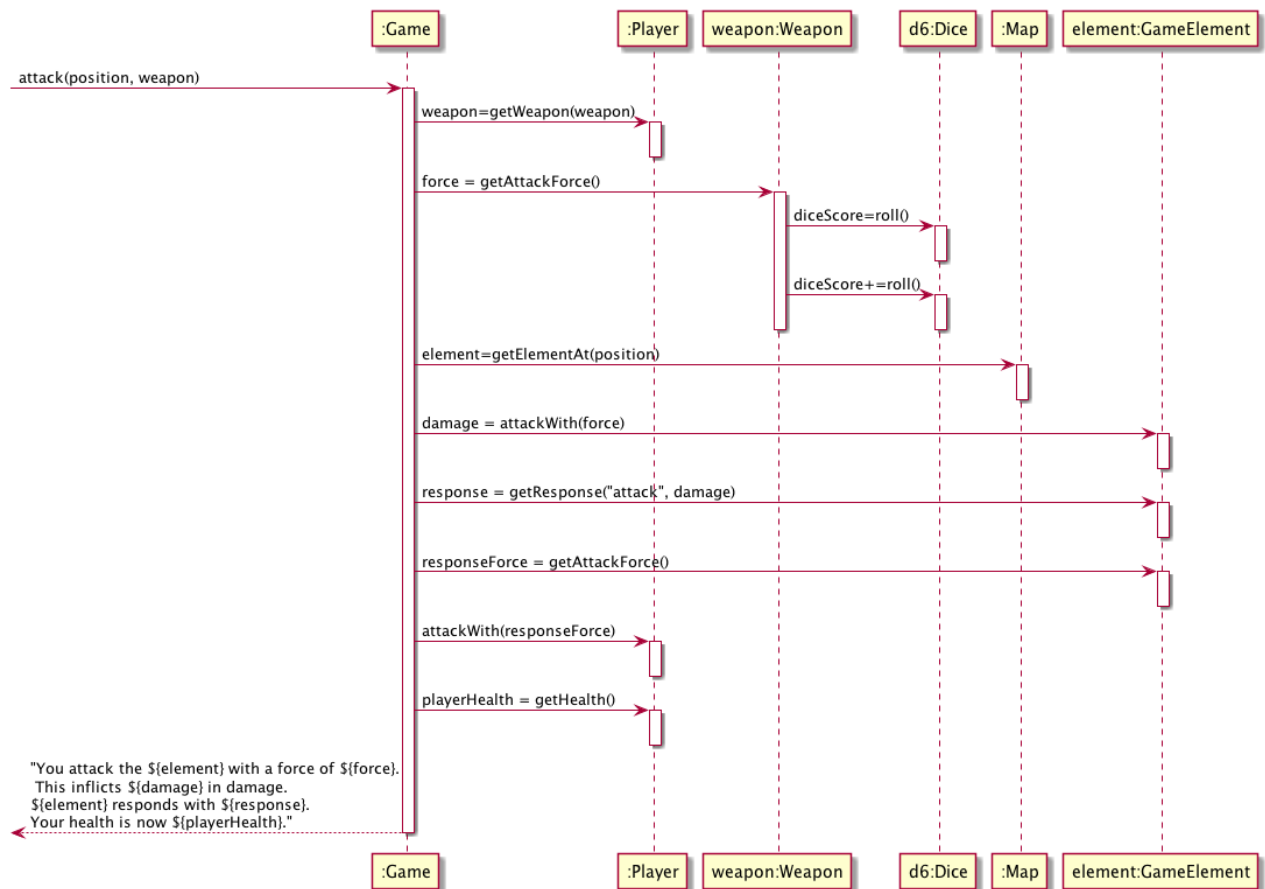 :Game
:Player
weapon:Weapon
d6:Dice
:Map
element:GameElement
attack(position, weapon)
weapon=getWeapon(weapon)
force = getAttackForce()
diceScore=roll()
diceScore+=roll()
element=getElementAt(position)
damage = attackWith(force)
response = getResponse("attack", damage)
responseForce = getAttackForce()
attackWith(responseForce)
playerHealth = getHealth()
"You attack the ${element} with a force of ${force}.
This inflicts ${damage} in damage.
${element} responds with ${response}.
Your health is now ${playerHealth}."
:Game
:Player
weapon:Weapon
d6:Dice
:Map
element:GameElement